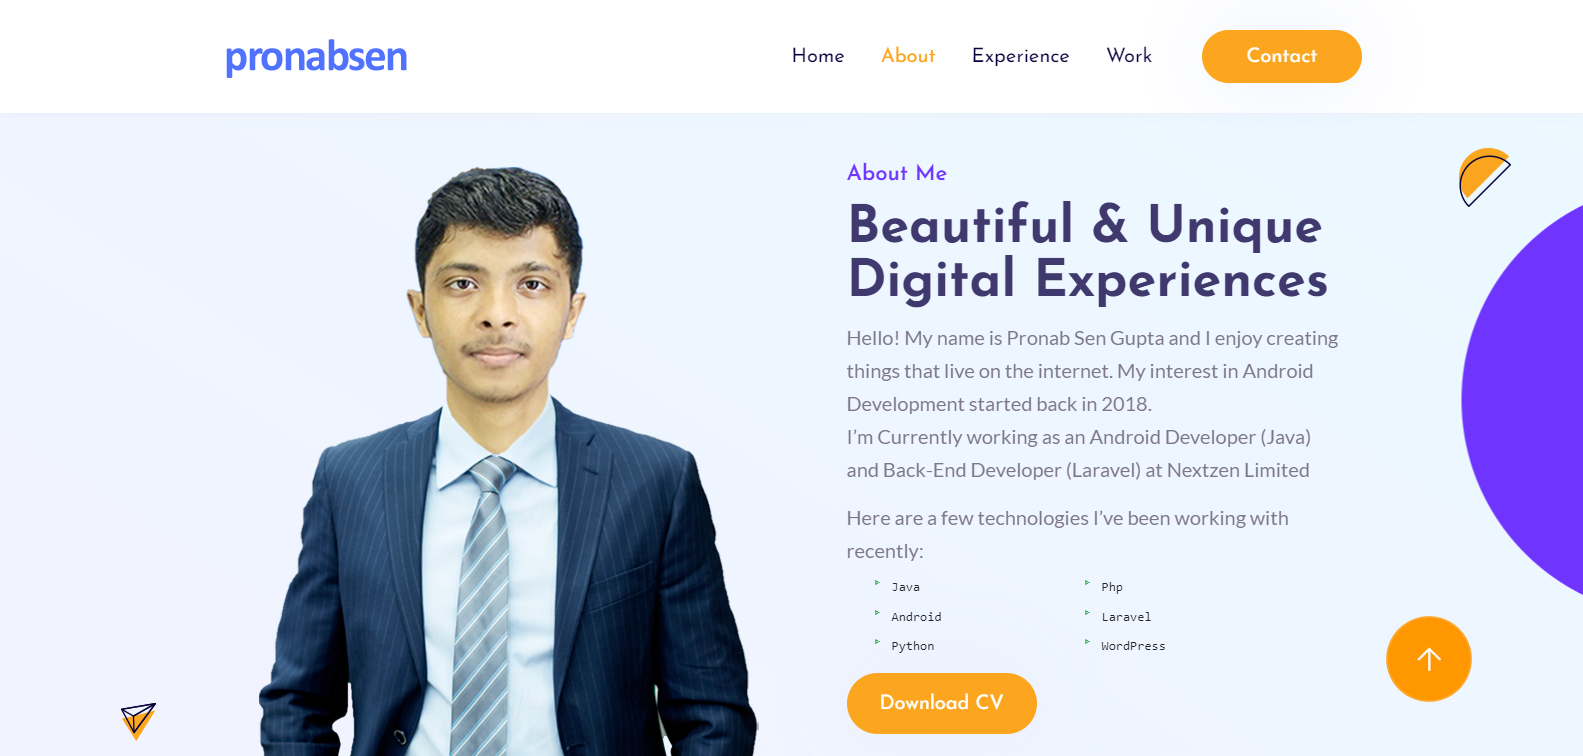 pronabsen
Home About Experience Work Contact
About Me
Beautiful & Unique
Digital Experiences
Hello! My name is Pronab Sen Gupta and I enjoy creating
things that live on the internet. My interest in Android
Development started back in 2018.
I’m Currently working as an Android Developer (Java)
and Back-End Developer (Laravel) at Nextzen Limited
Here are a few technologies I’ve been working with
recently:
Java
Android
Python
Php
Laravel
WordPress
Download CV